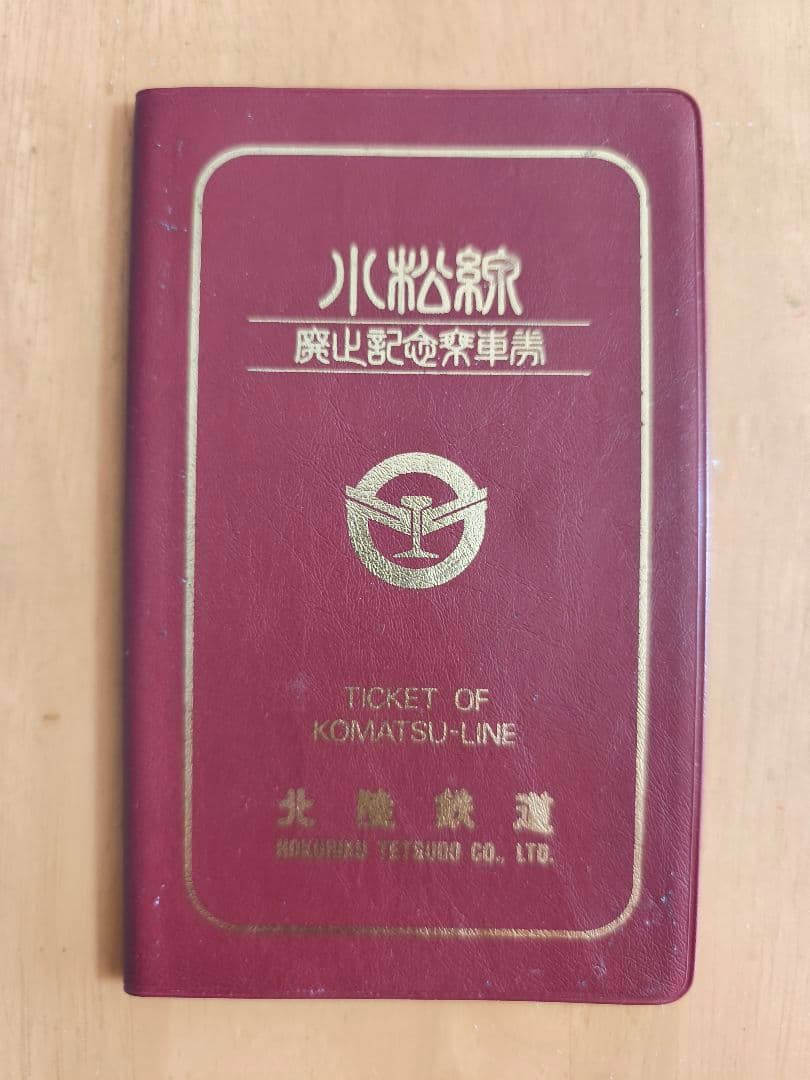 小松線
廃止記念乗車券
TICKET OF
KOMATSU-LINE
北陸鉄道
HOKURIKU TETSUDO CO., LTD.